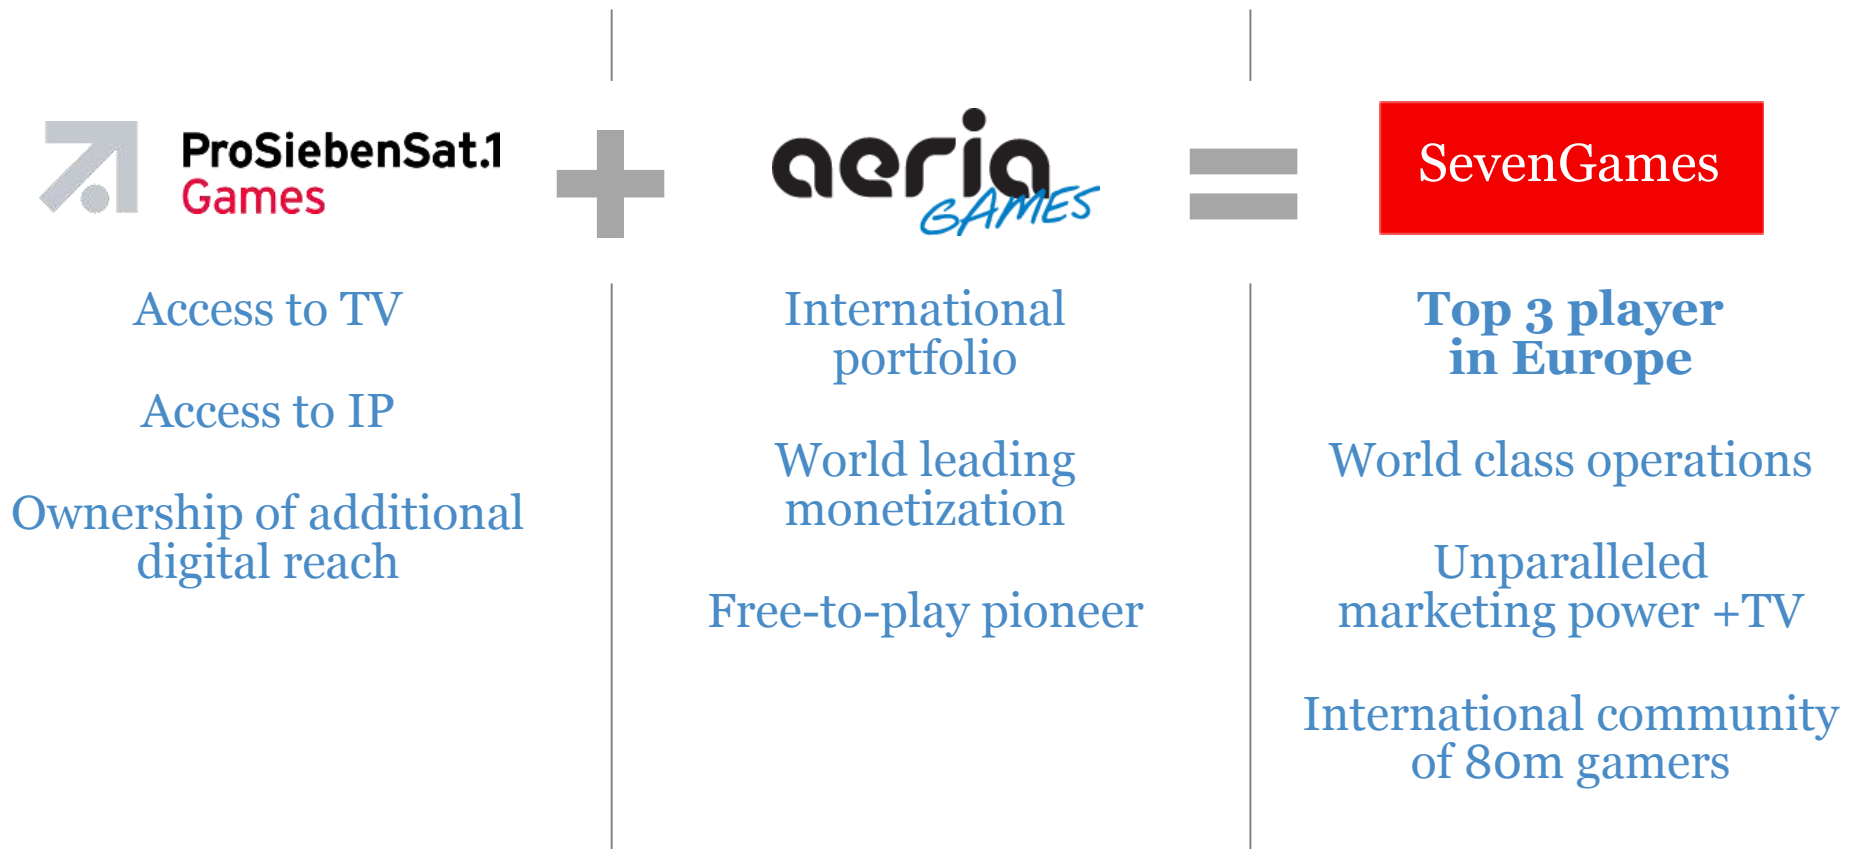 ProSiebenSat.1
Games
Access to TV
Access to IP
Ownership of additional
digital reach
aeria
GAMES
International
portfolio
World leading
monetization
Free-to-play pioneer
SevenGames
Top 3 player
in Europe
World class operations
Unparalleled
marketing power +TV
International community
of 80m gamers